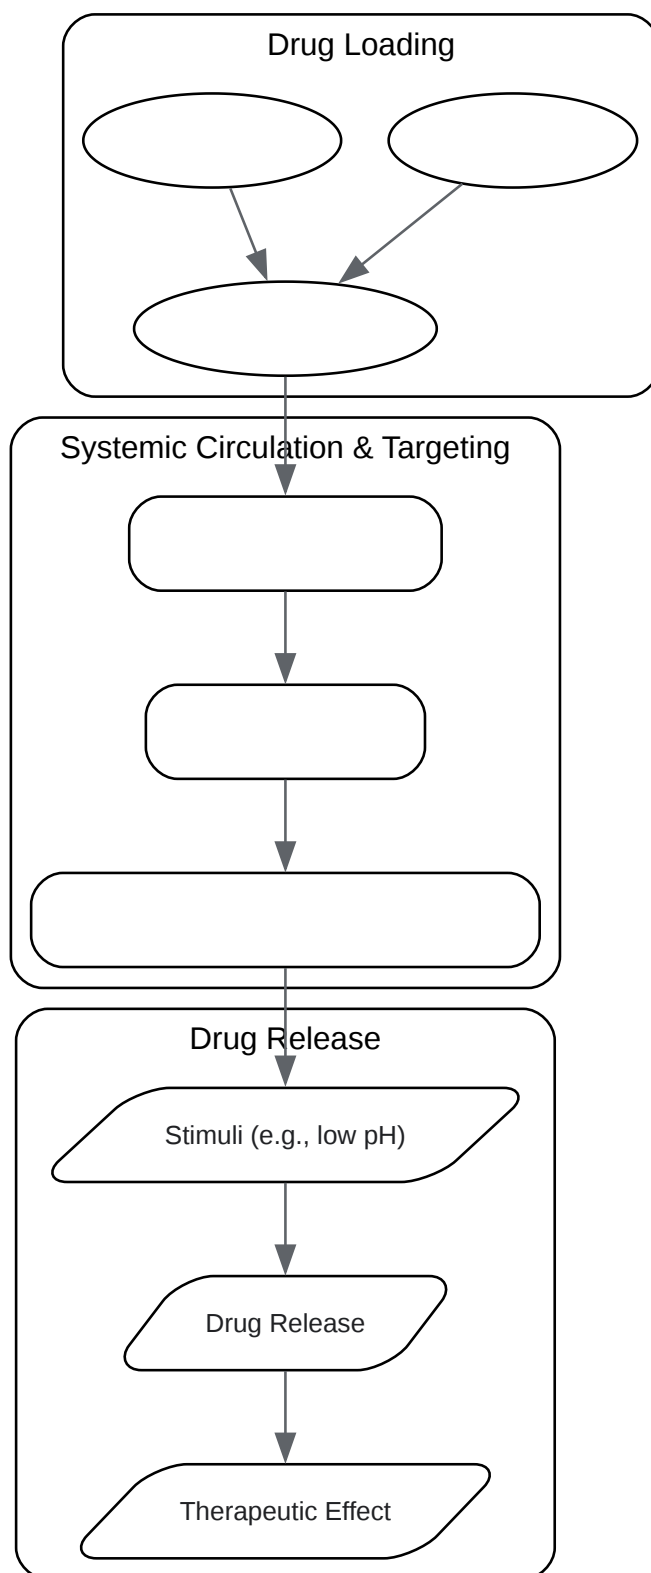 Drug Loading
Systemic Circulation & Targeting
Drug Release
Stimuli (e.g., low pH)
Drug Release
Therapeutic Effect